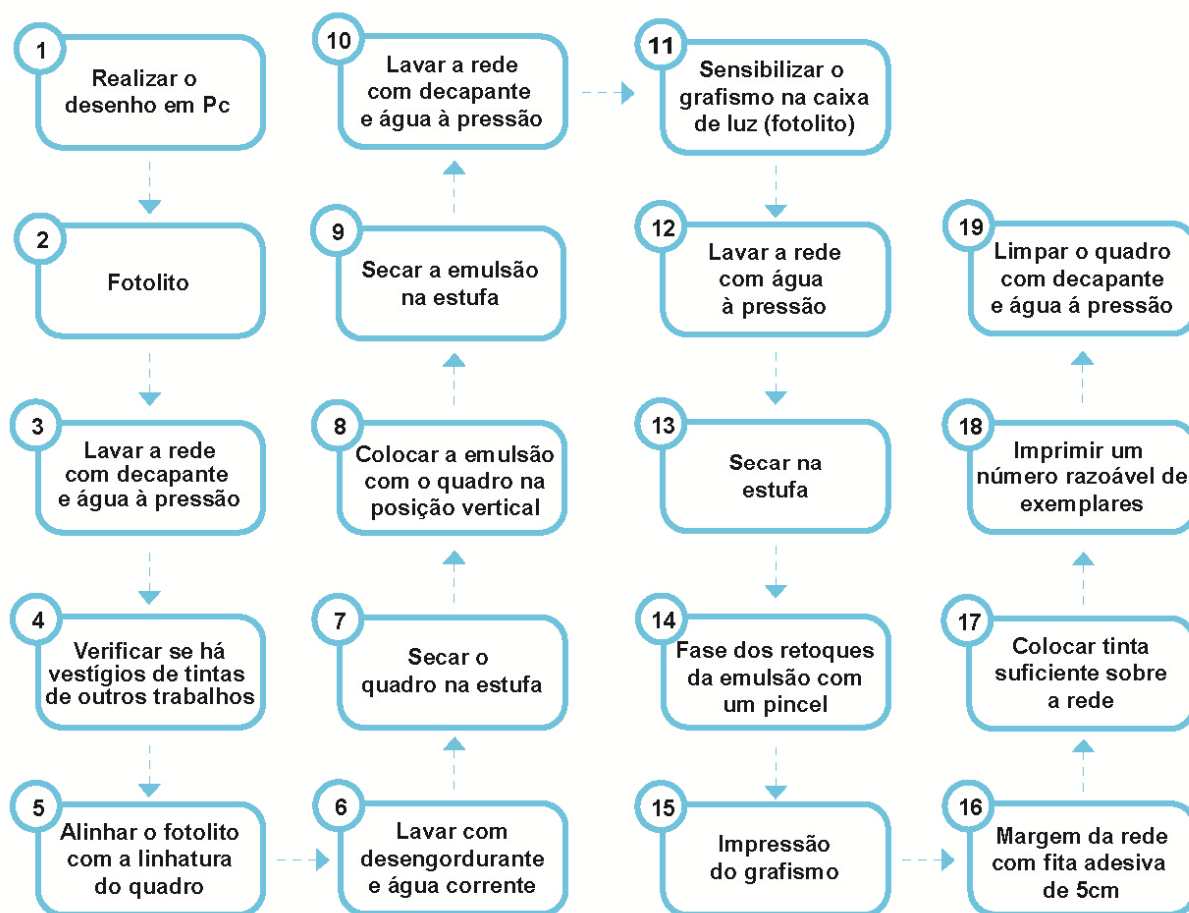 1
Realizar o
desenho em Pc
2
Fotolito
3
Lavar a rede
com decapante
e água à pressão
4
Verificar se há
vestígios de tintas
de outros trabalhos
5
Alinhar o fotolito
com a linhatura
do quadro
6
Lavar com
desengordurante
e água corrente
7
Secar o
quadro na estufa
8
Colocar a emulsão
com o quadro na
posição vertical
9
Secar a emulsão
na estufa
10
Lavar a rede
com decapante
e água à pressão
11
Sensibilizar o
grafismo na caixa
de luz (fotolito)
12
Lavar a rede
com água
à pressão
13
Secar na
estufa
14
Fase dos retoques
da emulsão com
um pincel
15
Impressão
do grafismo
16
Margem da rede
com fita adesiva
de 5cm
17
Colocar tinta
suficiente sobre
a rede
18
Imprimir um
número razoável de
exemplares
19
Limpar o quadro
com decapante
e água á pressão